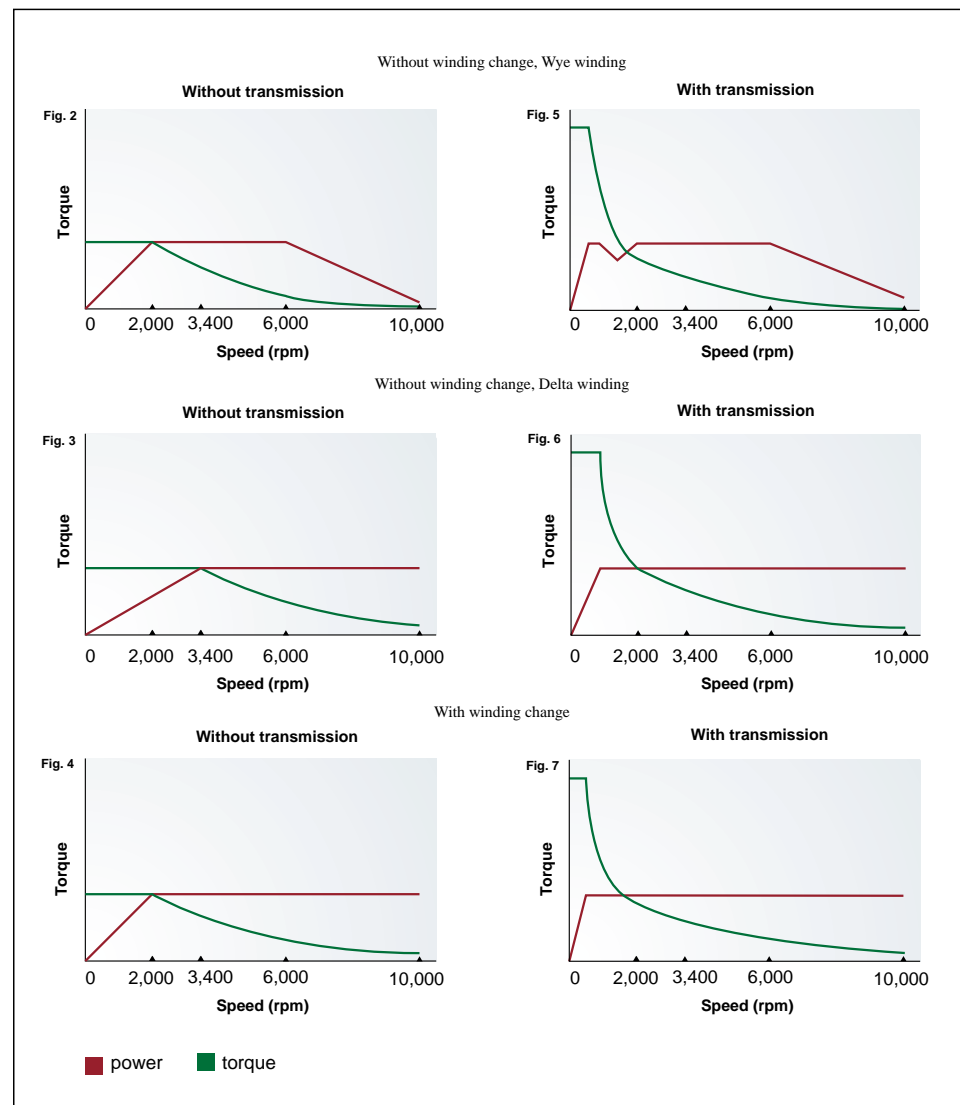 Without winding change, Wye winding
Without transmission
With transmission
Fig. 2
Torque
0 2,000 3,400 6,000 10,000
Speed (rpm)
Fig. 5
Torque
0 2,000 3,400 6,000 10,000
Speed (rpm)
Without winding change, Delta winding
Without transmission
With transmission
Fig. 3
Torque
0 2,000 3,400 6,000 10,000
Speed (rpm)
Fig. 6
Torque
0 2,000 3,400 6,000 10,000
Speed (rpm)
With winding change
Without transmission
With transmission
Fig. 4
Torque
0 2,000 3,400 6,000 10,000
Speed (rpm)
Fig. 7
Torque
0 2,000 3,400 6,000 10,000
Speed (rpm)
power torque